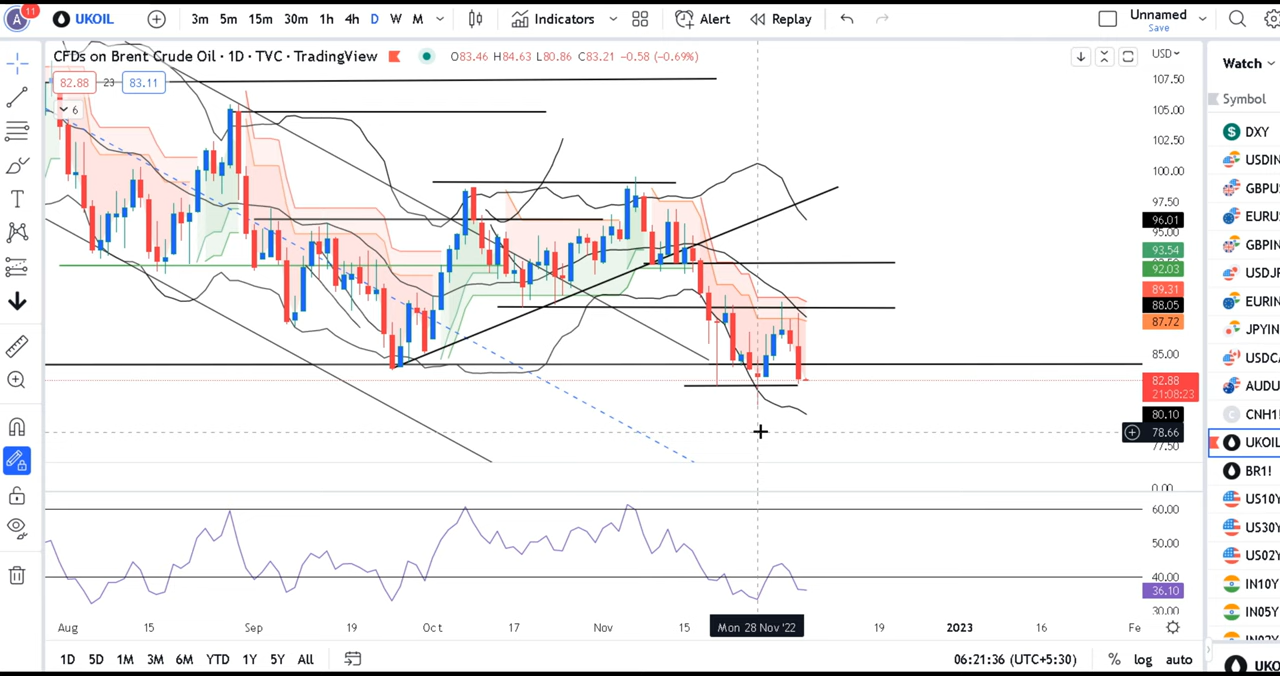 A 11 UKOIL 3m 5m 15m 30m 1h 4h D W M Indicators Alert Replay Unnamed
Save
CFDs on Brent Crude Oil · 1D · TVC · TradingView O83.46 H84.63 L80.86 C83.21 −0.58 (−0.69%) USD
82.88 23 83.11
6
107.50
105.00
102.50
100.00
97.50
96.01
95.00
93.54
92.03
89.31
88.05
87.72
85.00
82.88
21:08:23
80.10
78.66
77.50
0.00
60.00
50.00
40.00
36.10
30.00
Aug 15 Sep 19 Oct 17 Nov 15 Mon 28 Nov '22 19 2023 16 Fe
1D 5D 1M 3M 6M YTD 1Y 5Y All 06:21:36 (UTC+5:30) % log auto
Watch
Symbol
DXY
USDIN
GBPU
EURU
GBPIN
USDJ
EURIN
JPYIN
USDC
AUDU
CNH1!
UKOIL
BR1!
US10Y
US30Y
US02Y
IN10Y
IN05Y
UKO